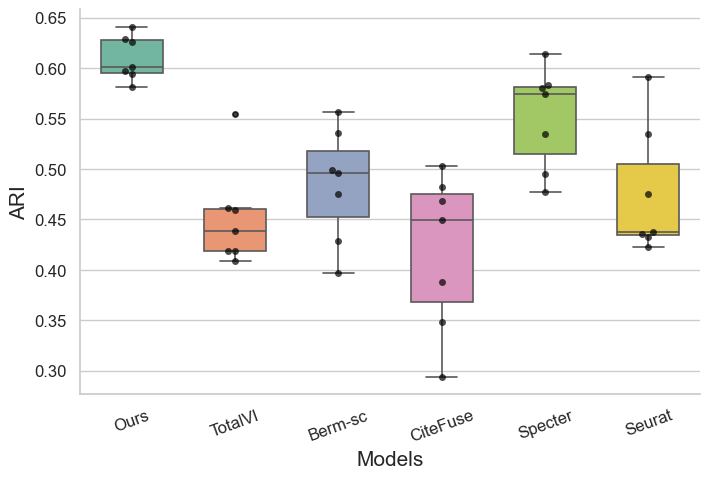 0.65
0.60
0.55
0.50
0.45
0.40
0.35
0.30
ARI
Ours
TotalVI
Berm-sc
CiteFuse
Specter
Seurat
Models